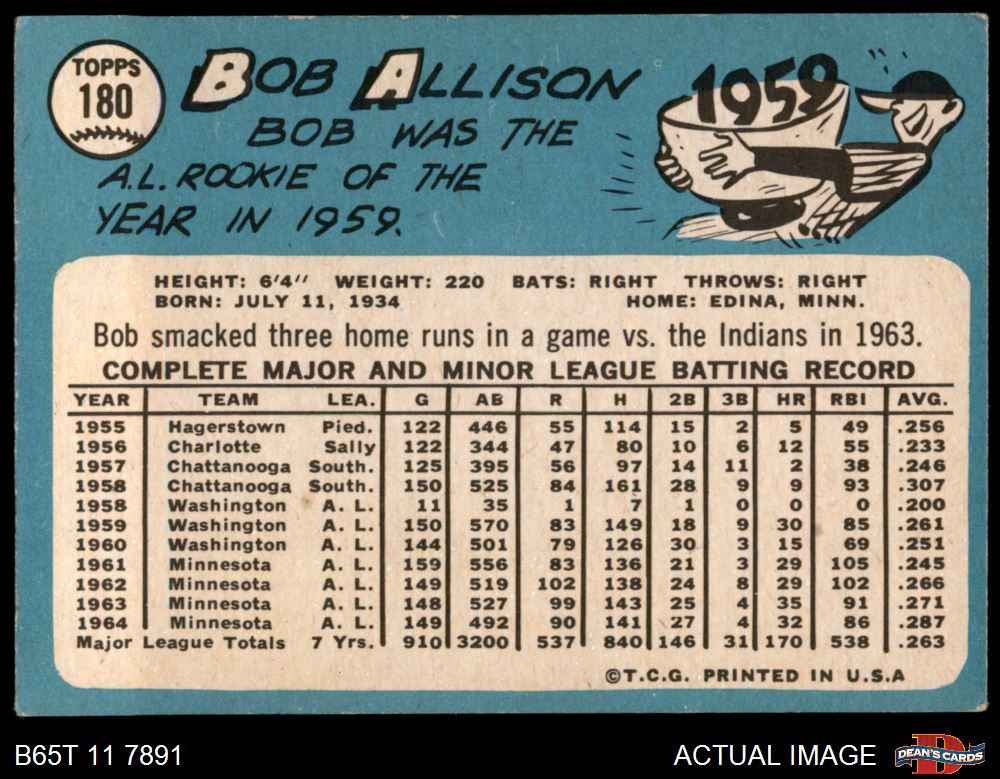 TOPPS
180
BOB ALLISON
BOB WAS THE
A.L. ROOKIE OF THE
YEAR IN 1959.
1959
HEIGHT: 6'4" WEIGHT: 220 BATS: RIGHT THROWS: RIGHT
BORN: JULY 11, 1934 HOME: EDINA, MINN.
Bob smacked three home runs in a game vs. the Indians in 1963.
COMPLETE MAJOR AND MINOR LEAGUE BATTING RECORD
YEAR TEAM LEA. G AB R H 2B 3B HR RBI AVG.
1955 Hagerstown Pied. 122 446 55 114 15 2 5 49 .256
1956 Charlotte Sally 122 344 47 80 10 6 12 55 .233
1957 Chattanooga South. 125 395 56 97 14 11 2 38 .246
1958 Chattanooga South. 150 525 84 161 28 9 9 93 .307
1958 Washington A. L. 11 35 1 7 1 0 0 0 .200
1959 Washington A. L. 150 570 83 149 18 9 30 85 .261
1960 Washington A. L. 144 501 79 126 30 3 15 69 .251
1961 Minnesota A. L. 159 556 83 136 21 3 29 105 .245
1962 Minnesota A. L. 149 519 102 138 24 8 29 102 .266
1963 Minnesota A. L. 148 527 99 143 25 4 35 91 .271
1964 Minnesota A. L. 149 492 90 141 27 4 32 86 .287
Major League Totals 7 Yrs. 910 3200 537 840 146 31 170 538 .263
©T.C.G. PRINTED IN U.S.A
B65T 11 7891 ACTUAL IMAGE
DEAN'S CARDS